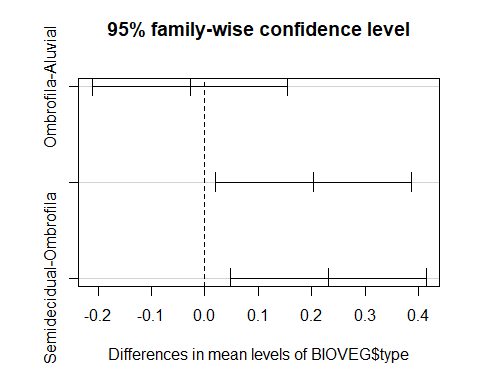 95% family-wise confidence level
Ombrofila-Aluvial
Semidecidual-Ombrofila
-0.2 -0.1 0.0 0.1 0.2 0.3 0.4
Differences in mean levels of BIOVEG$type